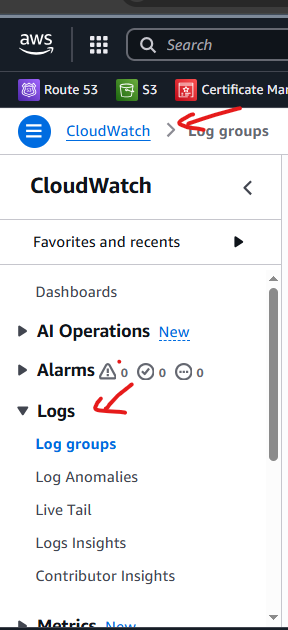 aws
Search
Route 53 S3 Certificate Mar
CloudWatch > Log groups
CloudWatch
Favorites and recents
Dashboards
AI Operations New
Alarms 0 0 0
Logs
Log groups
Log Anomalies
Live Tail
Logs Insights
Contributor Insights
Metrics New